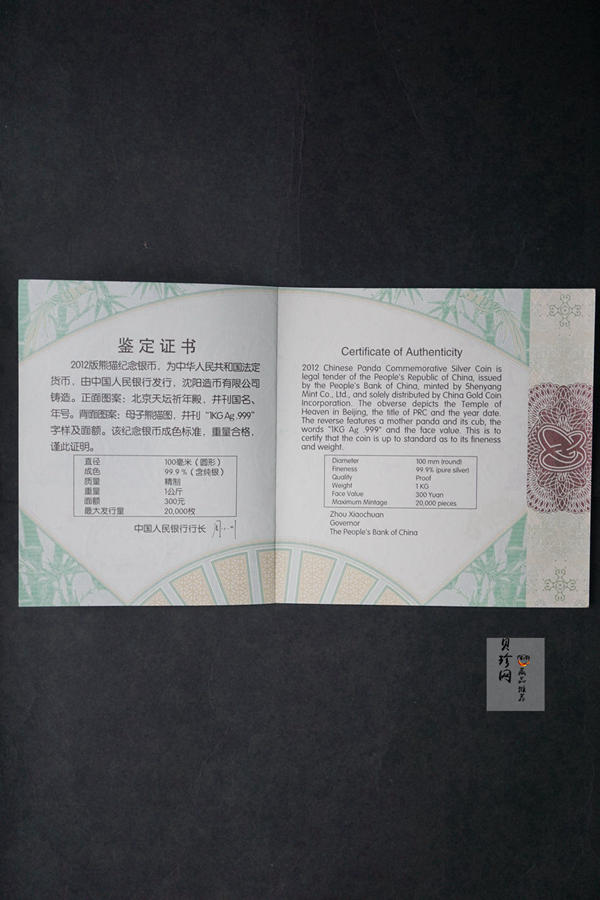 鉴定证书
2012版熊猫纪念银币，为中华人民共和国法定
货币，由中国人民银行发行，沈阳造币有限公司
铸造。正面图案：北京天坛祈年殿，并刊国名、
年号。背面图案：母子熊猫图，并刊“1KG Ag .999”
字样及面额。该纪念银币成色标准，重量合格，
谨此证明。
直径 100毫米（圆形）
成色 99.9％（含纯银）
质量 精制
重量 1公斤
面额 300元
最大发行量 20,000枚
中国人民银行行长
Certificate of Authenticity
2012 Chinese Panda Commemorative Silver Coin is
legal tender of the People's Republic of China, issued
by the People's Bank of China, minted by Shenyang
Mint Co., Ltd., and solely distributed by China Gold Coin
Incorporation. The obverse depicts the Temple of
Heaven in Beijing, the title of PRC and the year date.
The reverse features a mother panda and its cub, the
words "1KG Ag .999" and the face value. This is to
certify that the coin is up to standard as to its fineness
and weight.
Diameter 100 mm (round)
Fineness 99.9% (pure silver)
Quality Proof
Weight 1 KG
Face Value 300 Yuan
Maximum Mintage 20,000 pieces
Zhou Xiaochuan
Governor
The People's Bank of China
贝珍网
藏品推荐